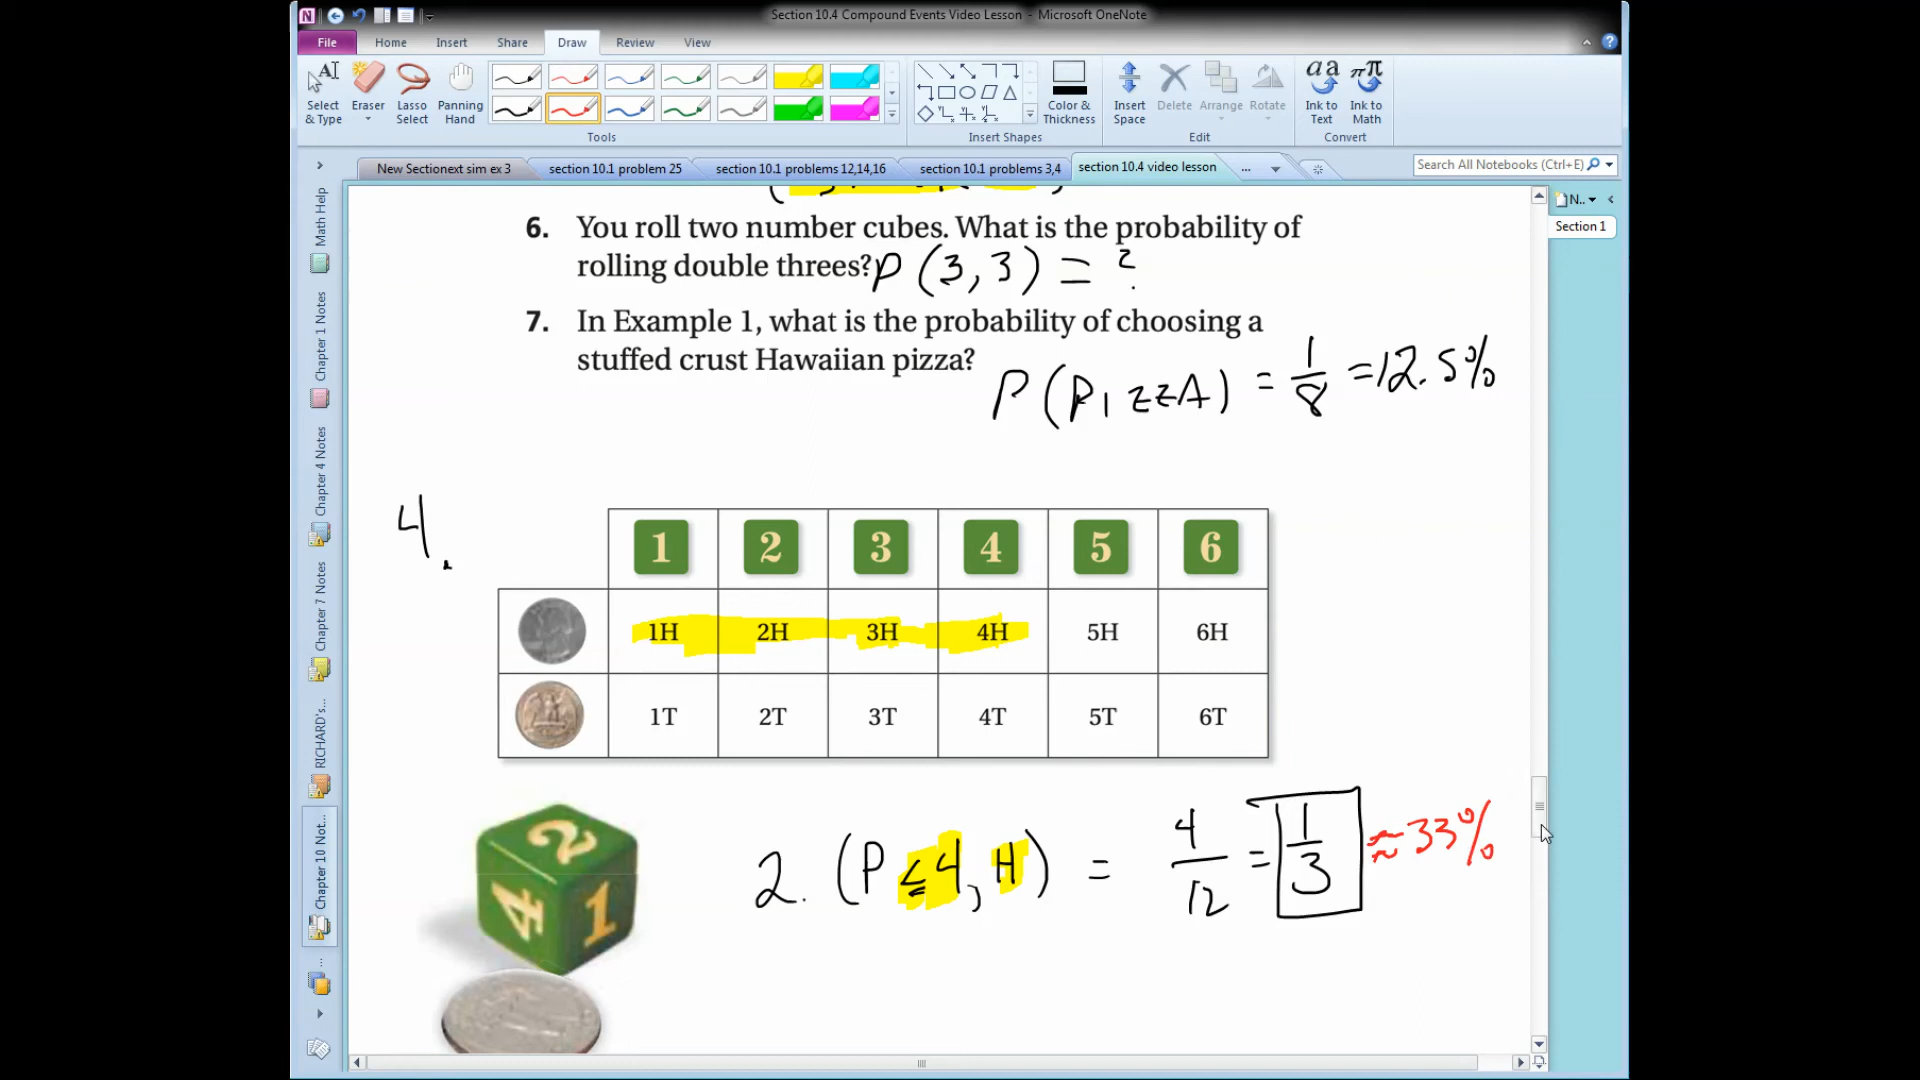 Section 10.4 Compound Events Video Lesson - Microsoft OneNote
File Home Insert Share Draw Review View
Select & Type Eraser Lasso Select Panning Hand Color & Thickness Insert Space Delete Arrange Rotate Ink to Text Ink to Math
Tools Insert Shapes Edit Convert
New Sectionext sim ex 3 section 10.1 problem 25 section 10.1 problems 12,14,16 section 10.1 problems 3,4 section 10.4 video lesson ... Search All Notebooks (Ctrl+E)
N..
Section 1
Math Help
Chapter 1 Notes
Chapter 4 Notes
Chapter 7 Notes
RICHARD's...
Chapter 10 Not...
6. You roll two number cubes. What is the probability of
rolling double threes? P (3,3) = ?
7. In Example 1, what is the probability of choosing a
stuffed crust Hawaiian pizza?
P (PizzA) = 1/8 = 12.5%
4.
1 2 3 4 5 6
1H 2H 3H 4H 5H 6H
1T 2T 3T 4T 5T 6T
2 4 1
2. (P ≤ 4, H) = 4/12 = 1/3 ≈ 33%